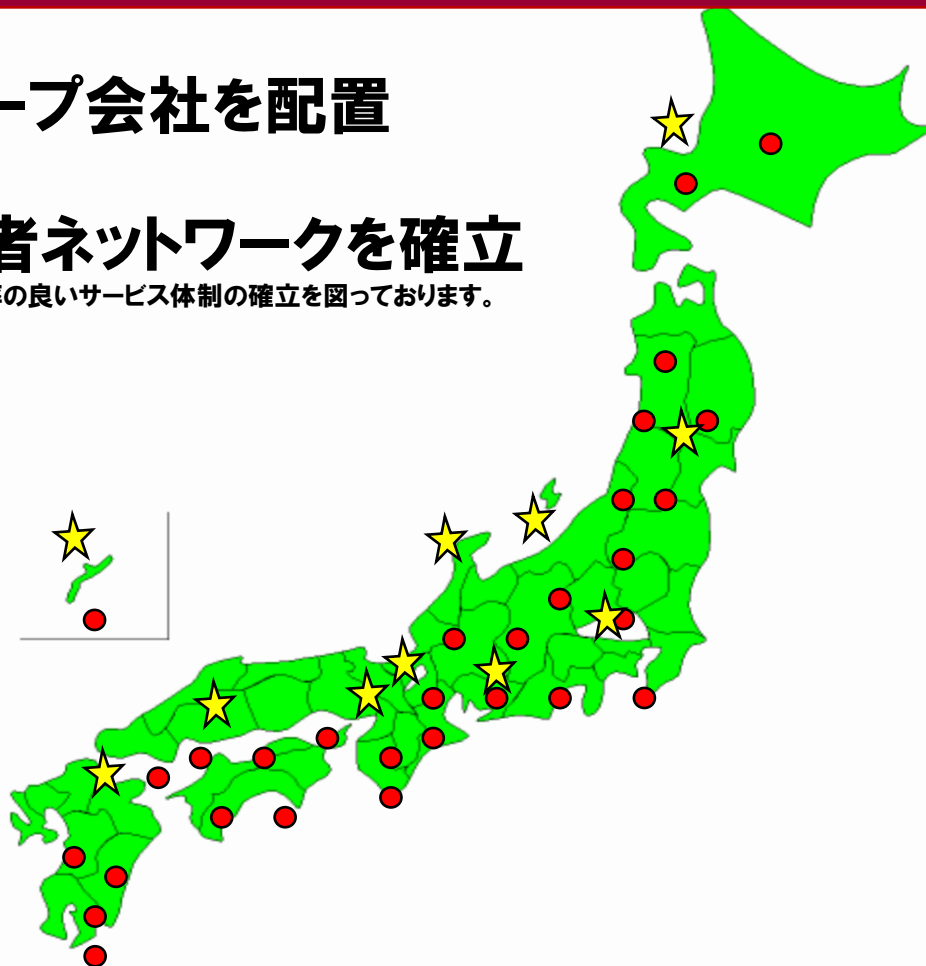 ープ会社を配置
者ネットワークを確立
の良いサービス体制の確立を図っております。